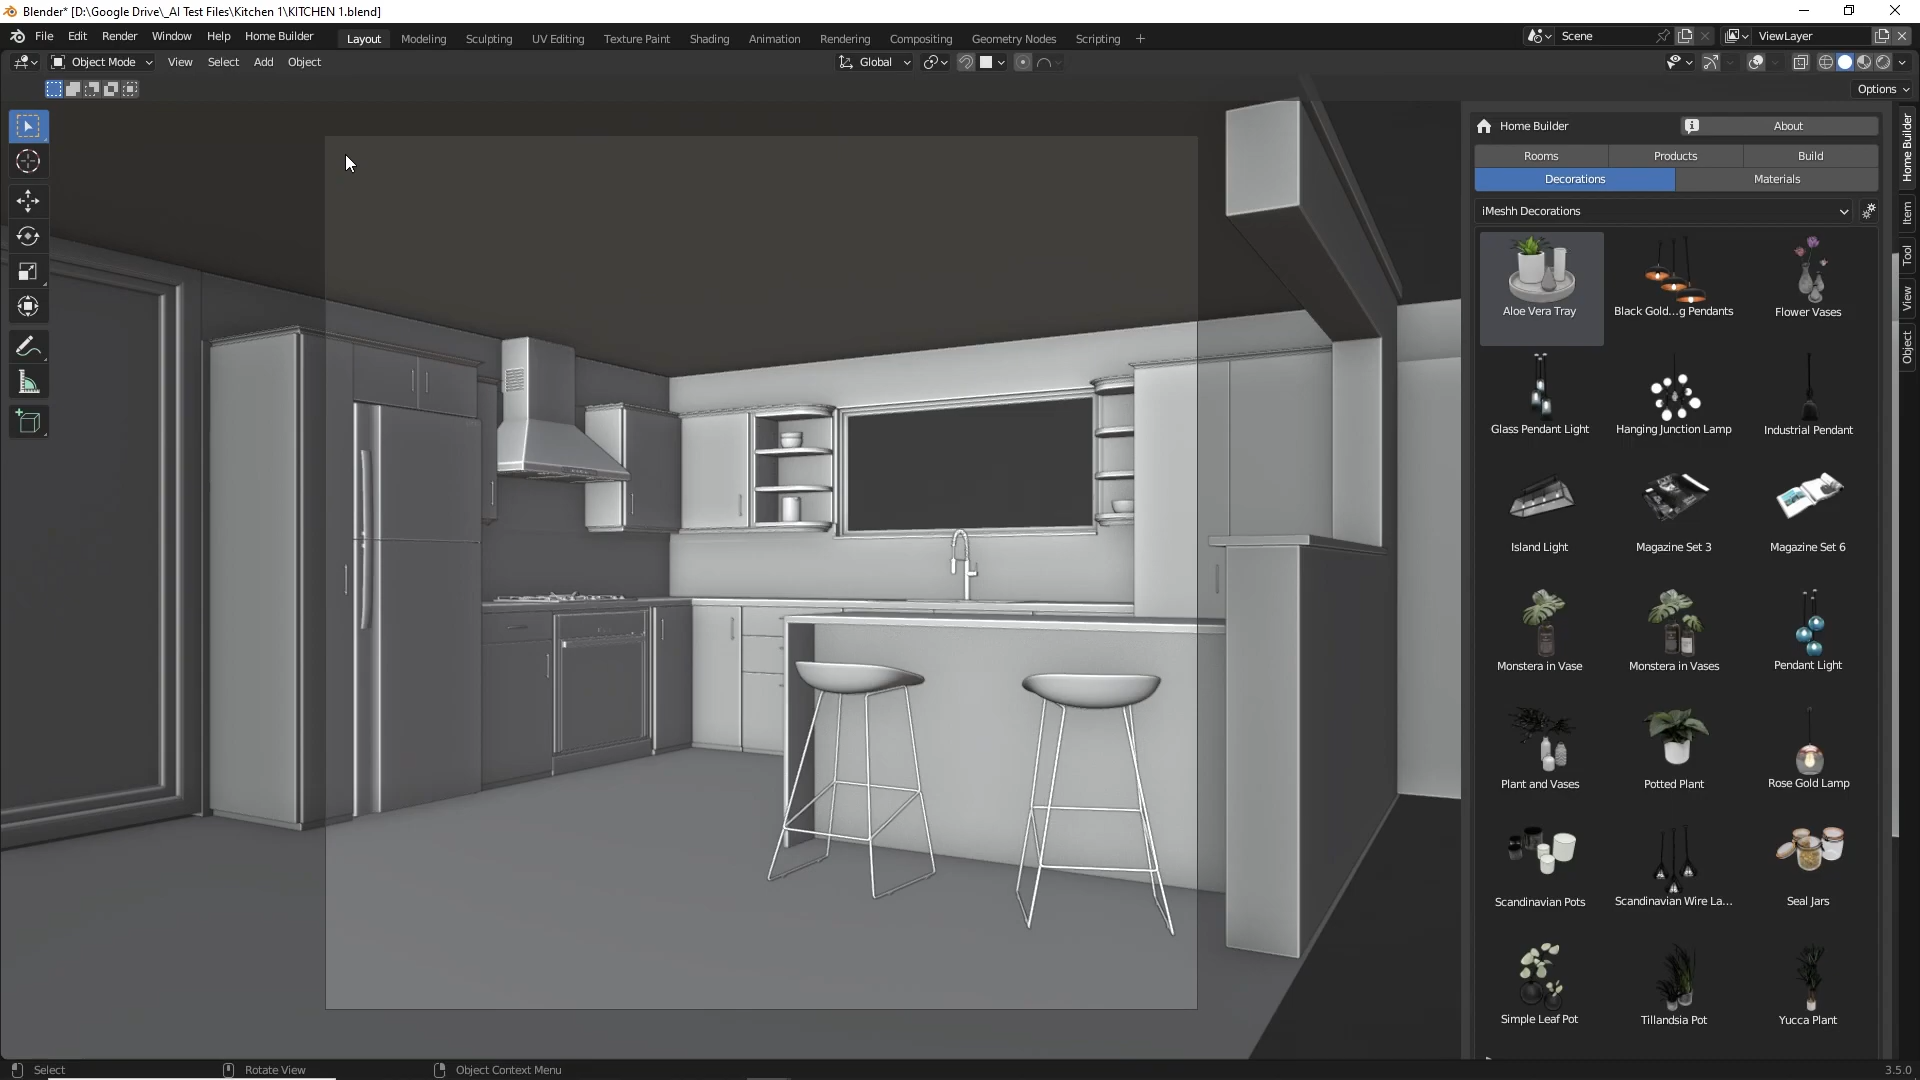 Blender* [D:\Google Drive\_AI Test Files\Kitchen 1\KITCHEN 1.blend]
File Edit Render Window Help Home Builder Layout Modeling Sculpting UV Editing Texture Paint Shading Animation Rendering Compositing Geometry Nodes Scripting + Scene ViewLayer
Object Mode View Select Add Object Global
Options
Home Builder About
Rooms Products Build
Decorations Materials
iMeshh Decorations
Aloe Vera Tray Black Gold...g Pendants Flower Vases
Glass Pendant Light Hanging Junction Lamp Industrial Pendant
Island Light Magazine Set 3 Magazine Set 6
Monstera in Vase Monstera in Vases Pendant Light
Plant and Vases Potted Plant Rose Gold Lamp
Scandinavian Pots Scandinavian Wire La... Seal Jars
Simple Leaf Pot Tillandsia Pot Yucca Plant
Home Builder
Item
Tool
View
Object
Select Rotate View Object Context Menu 3.5.0